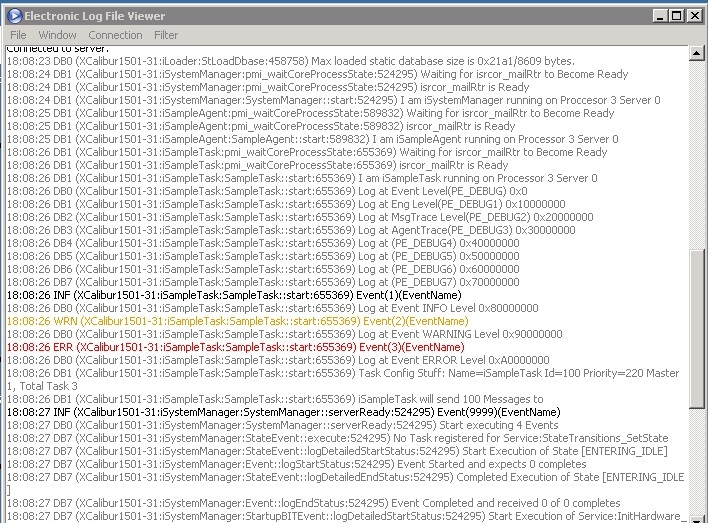 Electronic Log File Viewer
File Window Connection Filter
Connected to server.
18:08:23 DB0 (XCalibur1501-31:iLoader:StLoadDbase:458758) Max loaded static database size is 0x21a1/8609 bytes.
18:08:24 DB1 (XCalibur1501-31:iSystemManager:pmi_waitCoreProcessState:524295) Waiting for isrcor_mailRtr to Become Ready
18:08:24 DB1 (XCalibur1501-31:iSystemManager:pmi_waitCoreProcessState:524295) isrcor_mailRtr is Ready
18:08:24 DB1 (XCalibur1501-31:iSystemManager:SystemManager::start:524295) I am iSystemManager running on Proccesor 3 Server 0
18:08:25 DB1 (XCalibur1501-31:iSampleAgent:pmi_waitCoreProcessState:589832) Waiting for isrcor_mailRtr to Become Ready
18:08:25 DB1 (XCalibur1501-31:iSampleAgent:pmi_waitCoreProcessState:589832) isrcor_mailRtr is Ready
18:08:25 DB1 (XCalibur1501-31:iSampleAgent:SampleAgent::start:589832) I am iSampleAgent running on Processor 3 Server 0
18:08:26 DB1 (XCalibur1501-31:iSampleTask:pmi_waitCoreProcessState:655369) Waiting for isrcor_mailRtr to Become Ready
18:08:26 DB1 (XCalibur1501-31:iSampleTask:pmi_waitCoreProcessState:655369) isrcor_mailRtr is Ready
18:08:26 DB1 (XCalibur1501-31:iSampleTask:SampleTask::start:655369) I am iSampleTask running on Processor 3 Server 0
18:08:26 DB0 (XCalibur1501-31:iSampleTask:SampleTask::start:655369) Log at Event Level(PE_DEBUG) 0x0
18:08:26 DB1 (XCalibur1501-31:iSampleTask:SampleTask::start:655369) Log at Eng Level(PE_DEBUG1) 0x10000000
18:08:26 DB2 (XCalibur1501-31:iSampleTask:SampleTask::start:655369) Log at MsgTrace Level(PE_DEBUG2) 0x20000000
18:08:26 DB3 (XCalibur1501-31:iSampleTask:SampleTask::start:655369) Log at AgentTrace(PE_DEBUG3) 0x30000000
18:08:26 DB4 (XCalibur1501-31:iSampleTask:SampleTask::start:655369) Log at (PE_DEBUG4) 0x40000000
18:08:26 DB5 (XCalibur1501-31:iSampleTask:SampleTask::start:655369) Log at (PE_DEBUG5) 0x50000000
18:08:26 DB6 (XCalibur1501-31:iSampleTask:SampleTask::start:655369) Log at (PE_DEBUG6) 0x60000000
18:08:26 DB7 (XCalibur1501-31:iSampleTask:SampleTask::start:655369) Log at (PE_DEBUG7) 0x70000000
18:08:26 INF (XCalibur1501-31:iSampleTask:SampleTask::start:655369) Event(1)(EventName)
18:08:26 DB0 (XCalibur1501-31:iSampleTask:SampleTask::start:655369) Log at Event INFO Level 0x80000000
18:08:26 WRN (XCalibur1501-31:iSampleTask:SampleTask::start:655369) Event(2)(EventName)
18:08:26 DB0 (XCalibur1501-31:iSampleTask:SampleTask::start:655369) Log at Event WARNING Level 0x90000000
18:08:26 ERR (XCalibur1501-31:iSampleTask:SampleTask::start:655369) Event(3)(EventName)
18:08:26 DB0 (XCalibur1501-31:iSampleTask:SampleTask::start:655369) Log at Event ERROR Level 0xA0000000
18:08:26 DB1 (XCalibur1501-31:iSampleTask:SampleTask::start:655369) Task Config Stuff: Name=iSampleTask Id=100 Priority=220 Master
1, Total Task 3
18:08:26 DB1 (XCalibur1501-31:iSampleTask:SampleTask::start:655369) iSampleTask will send 100 Messages to
18:08:27 INF (XCalibur1501-31:iSystemManager:SystemManager::serverReady:524295) Event(9999)(EventName)
18:08:27 DB0 (XCalibur1501-31:iSystemManager:SystemManager::serverReady:524295) Start executing 4 Events
18:08:27 DB7 (XCalibur1501-31:iSystemManager:StateEvent::execute:524295) No Task registered for Service:StateTransitions_SetState
18:08:27 DB7 (XCalibur1501-31:iSystemManager:StateEvent::logDetailedStartStatus:524295) Start Execution of State [ENTERING_IDLE]
18:08:27 DB7 (XCalibur1501-31:iSystemManager:Event::logStartStatus:524295) Event Started and expects 0 completes
18:08:27 DB7 (XCalibur1501-31:iSystemManager:StateEvent::logDetailedEndStatus:524295) Completed Execution of State [ENTERING_IDLE
]
18:08:27 DB7 (XCalibur1501-31:iSystemManager:Event::logEndStatus:524295) Event Completed and received 0 of 0 completes
18:08:27 DB7 (XCalibur1501-31:iSystemManager:StartupBITEvent::logDetailedStartStatus:524295) Start Execution of Service:InitHardware_